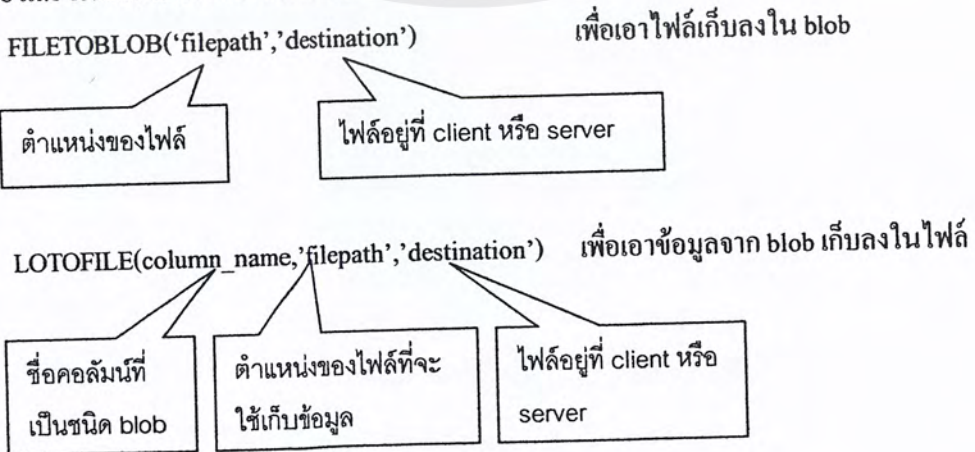 FILETOBLOB(‘filepath’,’destination’) เพื่อเอาไฟล์เก็บลงใน blob
ตำแหน่งของไฟล์
ไฟล์อยู่ที่ client หรือ server
LOTOFILE(column_name,’filepath’,’destination’) เพื่อเอาข้อมูลจาก blob เก็บลงในไฟล์
ชื่อคอลัมน์ที่
เป็นชนิด blob
ตำแหน่งของไฟล์ที่จะ
ใช้เก็บข้อมูล
ไฟล์อยู่ที่ client หรือ
server